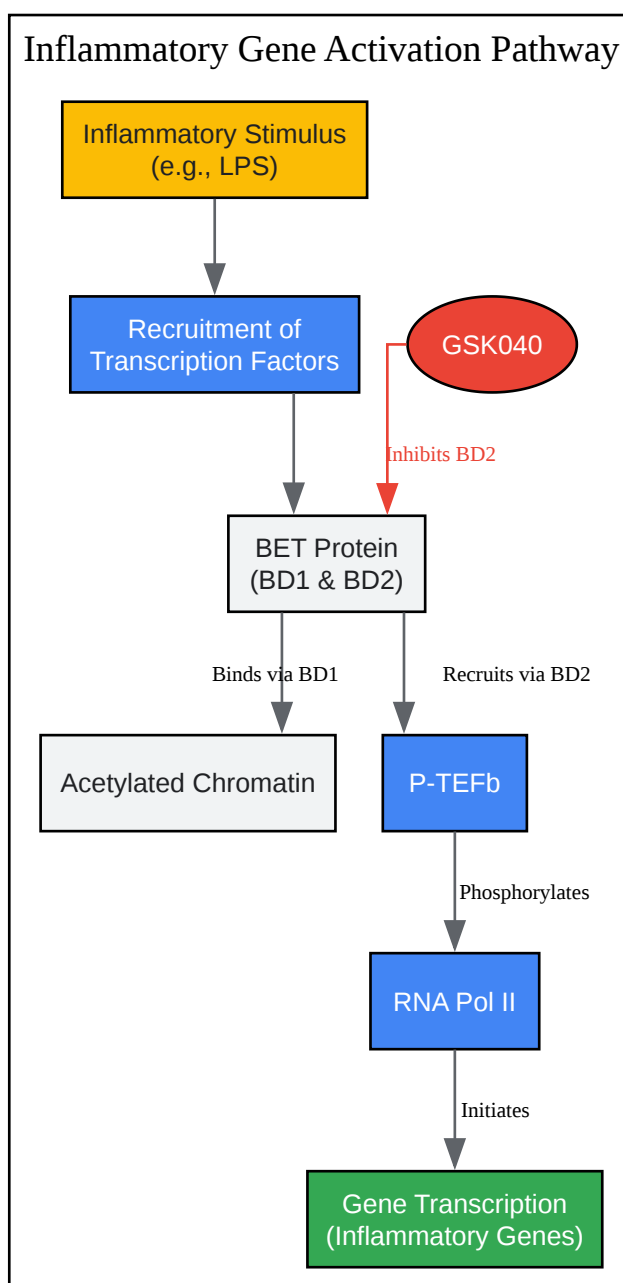 Inflammatory Gene Activation Pathway
Inflammatory Stimulus
(e.g., LPS)
Recruitment of
Transcription Factors
GSK040
Inhibits BD2
BET Protein
(BD1 & BD2)
Binds via BD1
Recruits via BD2
Acetylated Chromatin
P-TEFb
Phosphorylates
RNA Pol II
Initiates
Gene Transcription
(Inflammatory Genes)